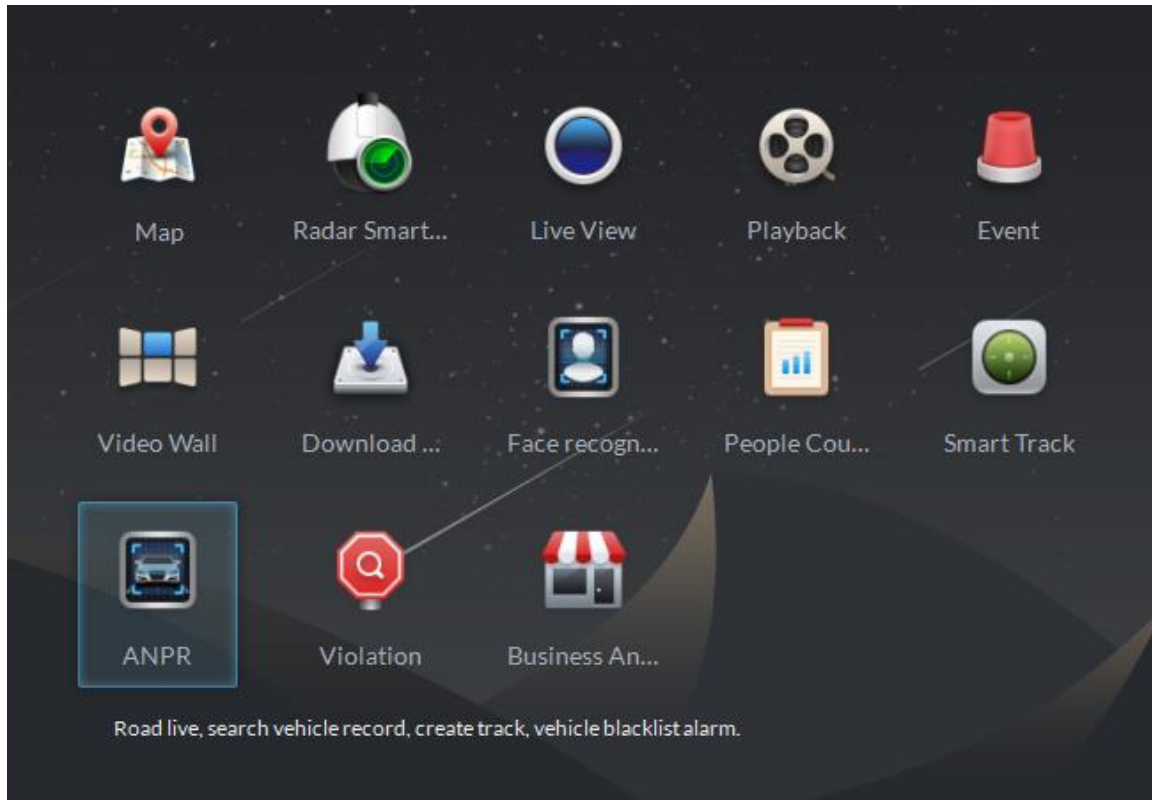 Map
Radar Smart...
Live View
Playback
Event
Video Wall
Download ...
Face recogn...
People Cou...
Smart Track
ANPR
Violation
Business An...
Road live, search vehicle record, create track, vehicle blacklist alarm.